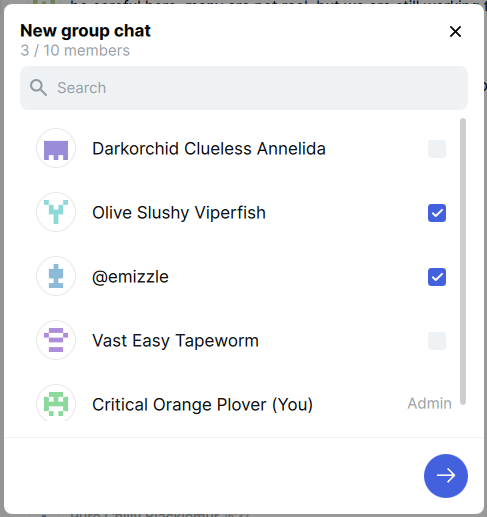 New group chat
3 / 10 members
Search
Darkorchid Clueless Annelida
Olive Slushy Viperfish
@emizzle
Vast Easy Tapeworm
Critical Orange Plover (You)
Admin